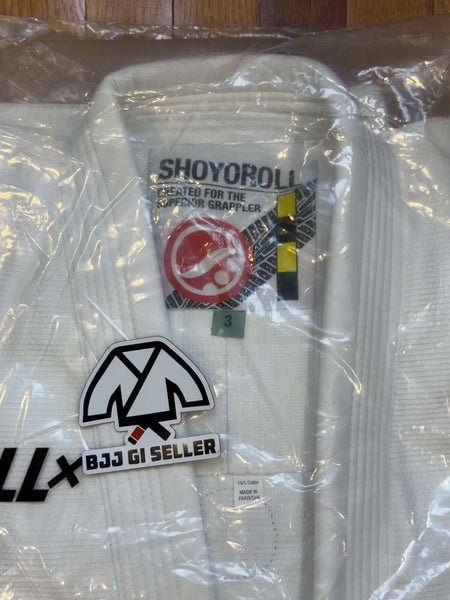 SHOYOROLL
CREATED FOR THE
SUPERIOR GRAPPLER
3
LL×
BJJ GI SELLER
100% Cotton
MADE IN
PAKISTAN